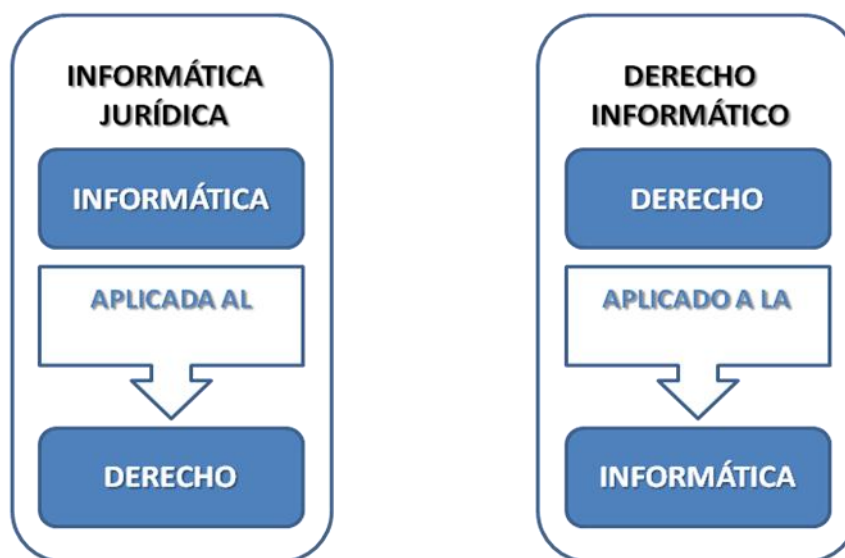 INFORMÁTICA
JURÍDICA
INFORMÁTICA
APLICADA AL
DERECHO
DERECHO
INFORMÁTICO
DERECHO
APLICADO A LA
INFORMÁTICA